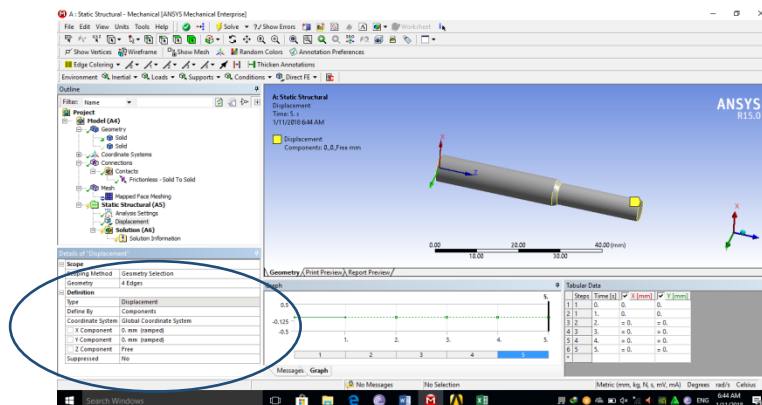 A : Static Structural - Mechanical [ANSYS Mechanical Enterprise]
File Edit View Units Tools Help Solve ?/ Show Errors Worksheet
Show Vertices Wireframe Show Mesh Random Colors Annotation Preferences
Edge Coloring Thicken Annotations
Environment Inertial Loads Supports Conditions Direct FE
Outline
Filter: Name
Project
Model (A4)
Geometry
Solid
Solid
Coordinate Systems
Connections
Contacts
Frictionless - Solid To Solid
Mesh
Mapped Face Meshing
Static Structural (A5)
Analysis Settings
Displacement
Solution (A6)
Solution Information
Details of "Displacement"
Scope
Scoping Method Geometry Selection
Geometry 4 Edges
Definition
Type Displacement
Define By Components
Coordinate System Global Coordinate System
X Component 0. mm (ramped)
Y Component 0. mm (ramped)
Z Component Free
Suppressed No
A: Static Structural
Displacement
Time: 5. s
1/11/2018 6:44 AM
Displacement
Components: 0.,0.,Free mm
ANSYS
R15.0
X
Z
0.00 20.00 40.00 (mm)
10.00 30.00
X
Z
Geometry Print Preview Report Preview
Graph
5.
0.5
-0.125
-0.5
1. 2. 3. 4. 5.
1 2 3 4 5
Messages Graph
Tabular Data
Steps Time [s] X [mm] Y [mm]
1 1 0. 0. 0.
2 1 1. 0. 0.
3 2 2. = 0. = 0.
4 3 3. = 0. = 0.
5 4 4. = 0. = 0.
6 5 5. = 0. = 0.
*
No Messages No Selection Metric (mm, kg, N, s, mV, mA) Degrees rad/s Celsius
Search Windows ENG 6:44 AM
1/11/2018